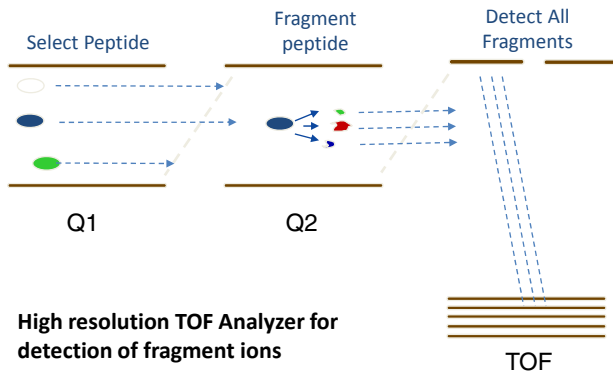 Select Peptide
Fragment
peptide
Detect All
Fragments
Q1
Q2
High resolution TOF Analyzer for
detection of fragment ions
TOF